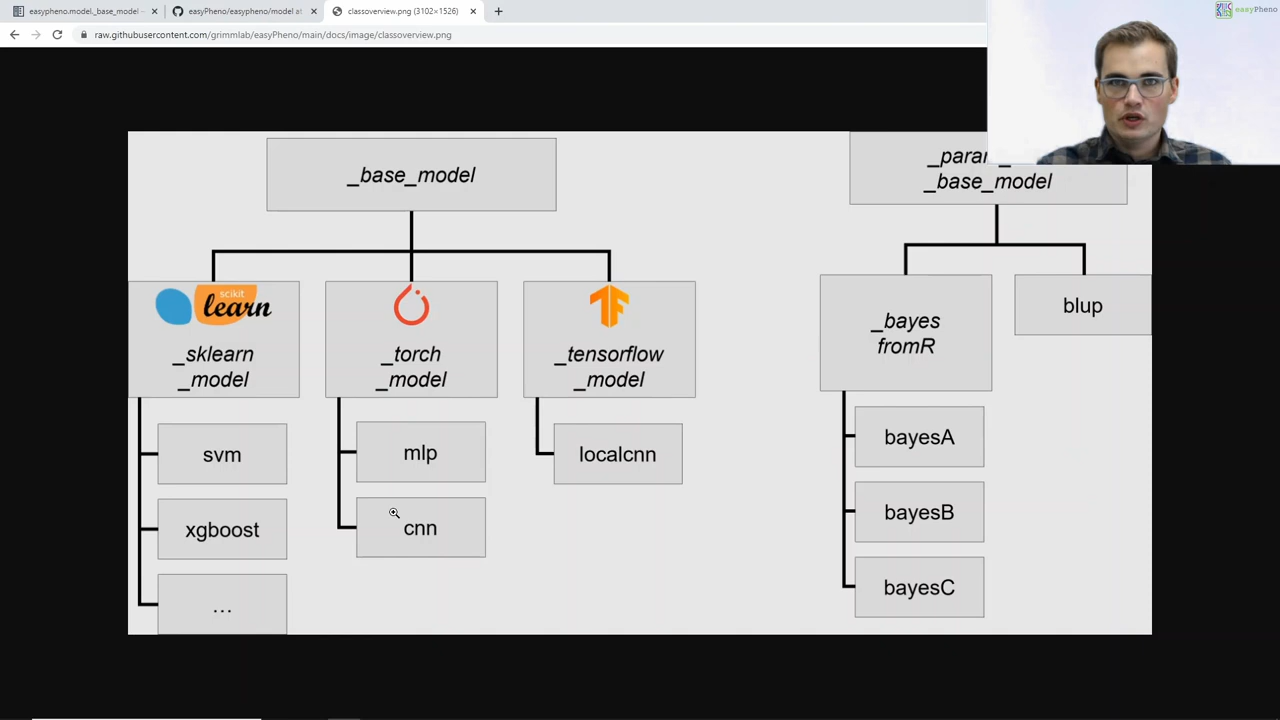 easypheno.model._base_model -
easyPheno/easypheno/model at
classoverview.png (3102×1526)
raw.githubusercontent.com/grimmlab/easyPheno/main/docs/image/classoverview.png
easyPheno
_base_model
_base_model
scikit
learn
_sklearn
_model
_torch
_model
_tensorflow
_model
_bayes
fromR
blup
svm
mlp
localcnn
bayesA
xgboost
cnn
bayesB
...
bayesC